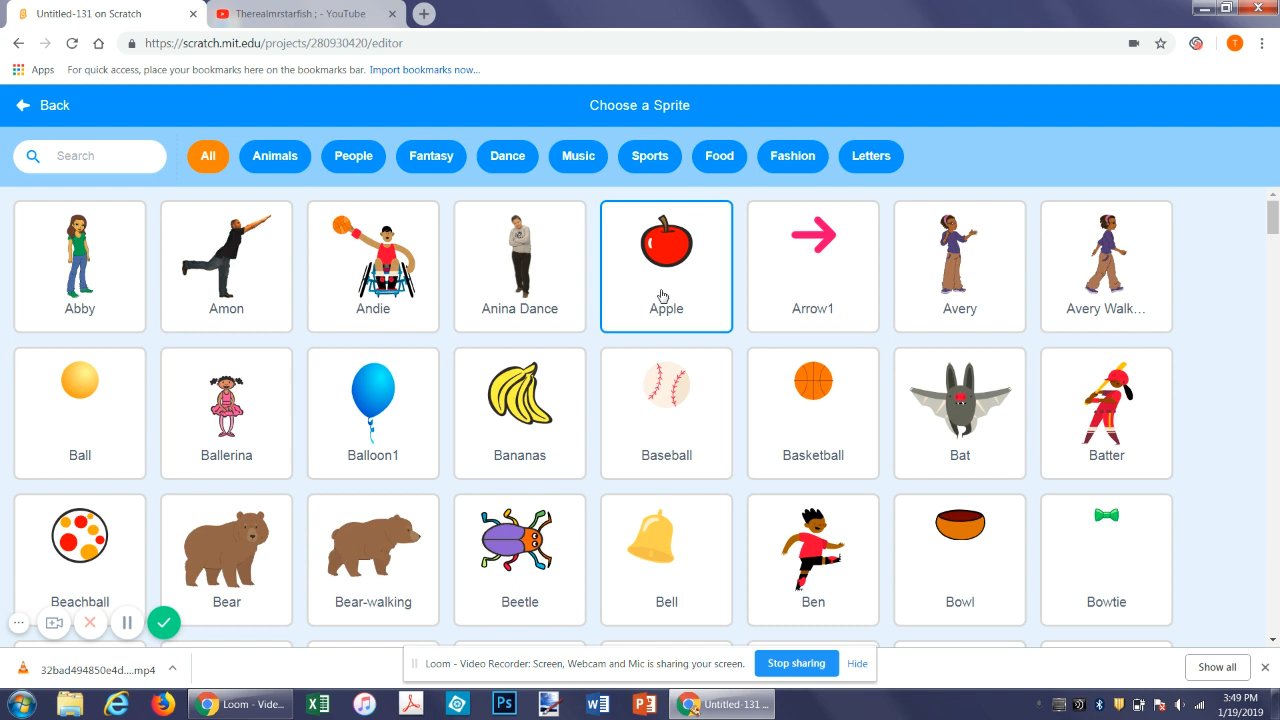 Untitled-131 on Scratch
Therealmrstarfish ; - YouTube
https://scratch.mit.edu/projects/280930420/editor
T
Apps
For quick access, place your bookmarks here on the bookmarks bar. Import bookmarks now...
Back
Choose a Sprite
Search
All
Animals
People
Fantasy
Dance
Music
Sports
Food
Fashion
Letters
Abby
Amon
Andie
Anina Dance
Apple
Arrow1
Avery
Avery Walk...
Ball
Ballerina
Balloon1
Bananas
Baseball
Basketball
Bat
Batter
Beachball
Bear
Bear-walking
Beetle
Bell
Ben
Bowl
Bowtie
32bad494850e4d....mp4
Loom - Video Recorder: Screen, Webcam and Mic is sharing your screen.
Stop sharing
Hide
Show all
Loom - Vide...
Ps
Untitled-131 ...
3:49 PM
1/19/2019